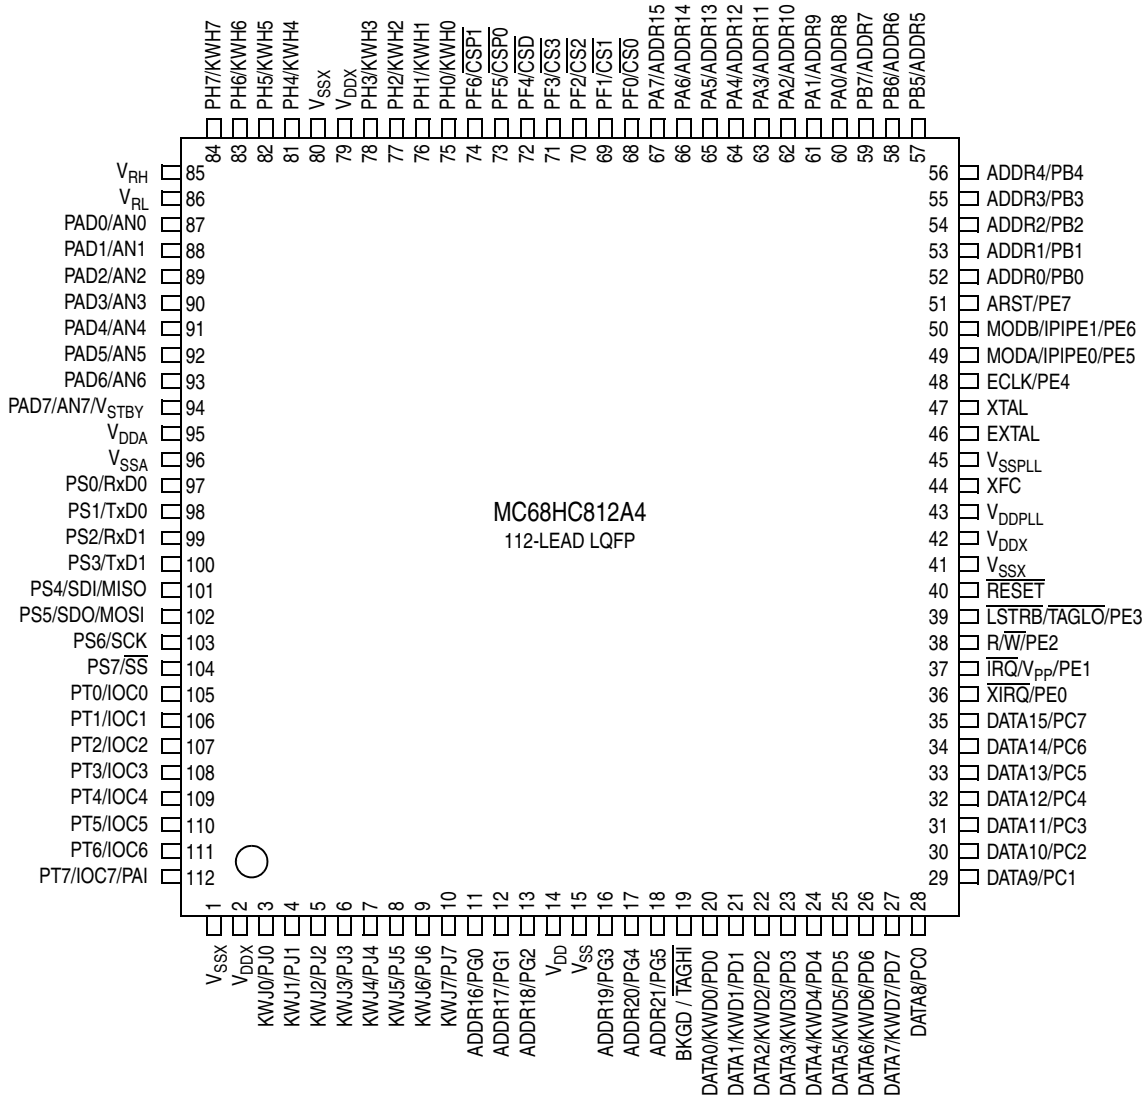 PH7/KWH7
PH6/KWH6
PH5/KWH5
PH4/KWH4
VSSX
VDDX
PH3/KWH3
PH2/KWH2
PH1/KWH1
PH0/KWH0
PF6/CSP1
PF5/CSP0
PF4/CSD
PF3/CS3
PF2/CS2
PF1/CS1
PF0/CS0
PA7/ADDR15
PA6/ADDR14
PA5/ADDR13
PA4/ADDR12
PA3/ADDR11
PA2/ADDR10
PA1/ADDR9
PA0/ADDR8
PB7/ADDR7
PB6/ADDR6
PB5/ADDR5
84 83 82 81 80 79 78 77 76 75 74 73 72 71 70 69 68 67 66 65 64 63 62 61 60 59 58 57
VRH 85
VRL 86
PAD0/AN0 87
PAD1/AN1 88
PAD2/AN2 89
PAD3/AN3 90
PAD4/AN4 91
PAD5/AN5 92
PAD6/AN6 93
PAD7/AN7/VSTBY 94
VDDA 95
VSSA 96
PS0/RxD0 97
PS1/TxD0 98
PS2/RxD1 99
PS3/TxD1 100
PS4/SDI/MISO 101
PS5/SDO/MOSI 102
PS6/SCK 103
PS7/SS 104
PT0/IOC0 105
PT1/IOC1 106
PT2/IOC2 107
PT3/IOC3 108
PT4/IOC4 109
PT5/IOC5 110
PT6/IOC6 111
PT7/IOC7/PAI 112
MC68HC812A4
112-LEAD LQFP
56 ADDR4/PB4
55 ADDR3/PB3
54 ADDR2/PB2
53 ADDR1/PB1
52 ADDR0/PB0
51 ARST/PE7
50 MODB/IPIPE1/PE6
49 MODA/IPIPE0/PE5
48 ECLK/PE4
47 XTAL
46 EXTAL
45 VSSPLL
44 XFC
43 VDDPLL
42 VDDX
41 VSSX
40 RESET
39 LSTRB/TAGLO/PE3
38 R/W/PE2
37 IRQ/VPP/PE1
36 XIRQ/PE0
35 DATA15/PC7
34 DATA14/PC6
33 DATA13/PC5
32 DATA12/PC4
31 DATA11/PC3
30 DATA10/PC2
29 DATA9/PC1
1 2 3 4 5 6 7 8 9 10 11 12 13 14 15 16 17 18 19 20 21 22 23 24 25 26 27 28
VSSX
VDDX
KWJ0/PJ0
KWJ1/PJ1
KWJ2/PJ2
KWJ3/PJ3
KWJ4/PJ4
KWJ5/PJ5
KWJ6/PJ6
KWJ7/PJ7
ADDR16/PG0
ADDR17/PG1
ADDR18/PG2
VDD
VSS
ADDR19/PG3
ADDR20/PG4
ADDR21/PG5
BKGD / TAGHI
DATA0/KWD0/PD0
DATA1/KWD1/PD1
DATA2/KWD2/PD2
DATA3/KWD3/PD3
DATA4/KWD4/PD4
DATA5/KWD5/PD5
DATA6/KWD6/PD6
DATA7/KWD7/PD7
DATA8/PC0